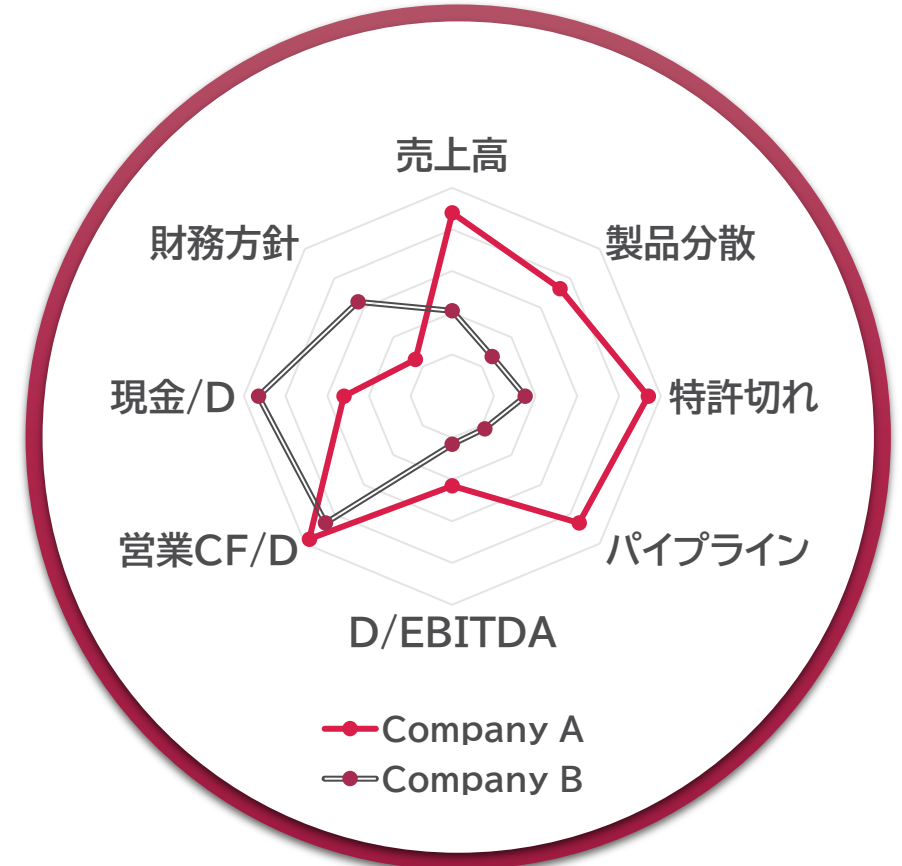 売上高
財務方針
製品分散
現金/D
特許切れ
営業CF/D
パイプライン
D/EBITDA
Company A
Company B